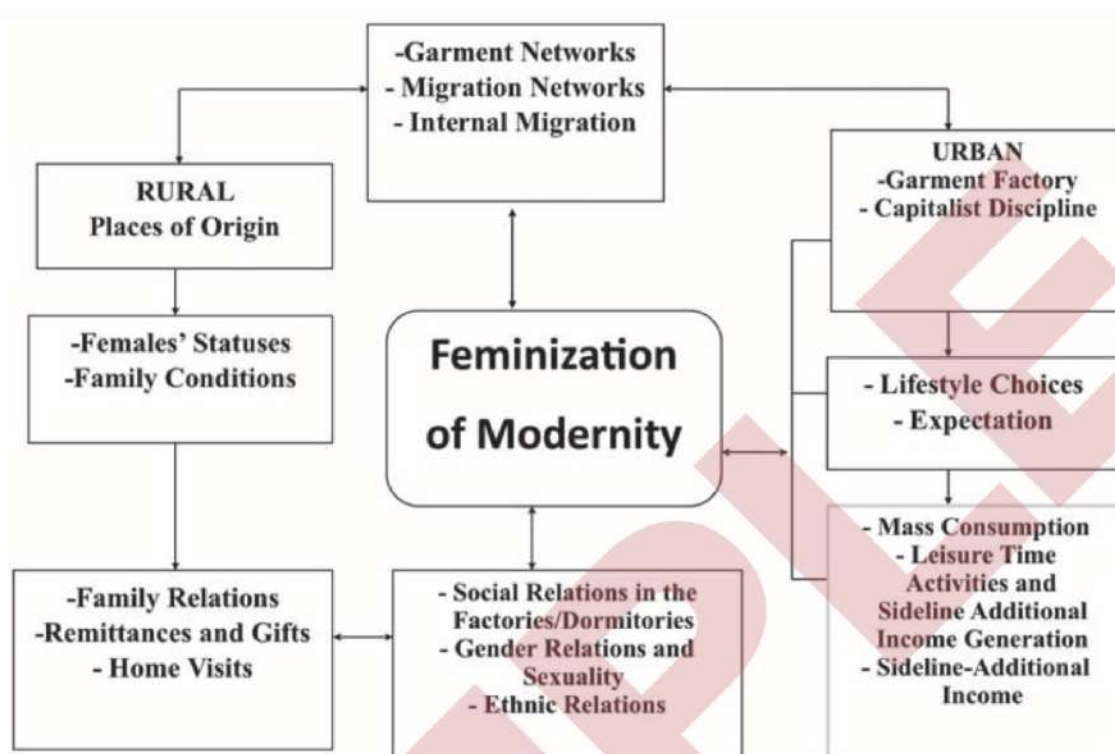 -Garment Networks
- Migration Networks
- Internal Migration
RURAL
Places of Origin
URBAN
-Garment Factory
- Capitalist Discipline
-Females' Statuses
-Family Conditions
Feminization
of Modernity
- Lifestyle Choices
- Expectation
-Family Relations
-Remittances and Gifts
- Home Visits
- Social Relations in the
Factories/Dormitories
- Gender Relations and
Sexuality
- Ethnic Relations
- Mass Consumption
- Leisure Time
Activities and
Sideline Additional
Income Generation
- Sideline-Additional
Income